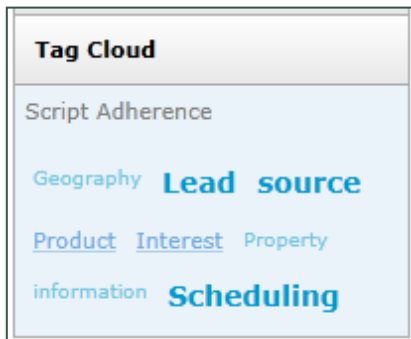 Tag Cloud
Script Adherence
Geography Lead source
Product Interest Property
information Scheduling